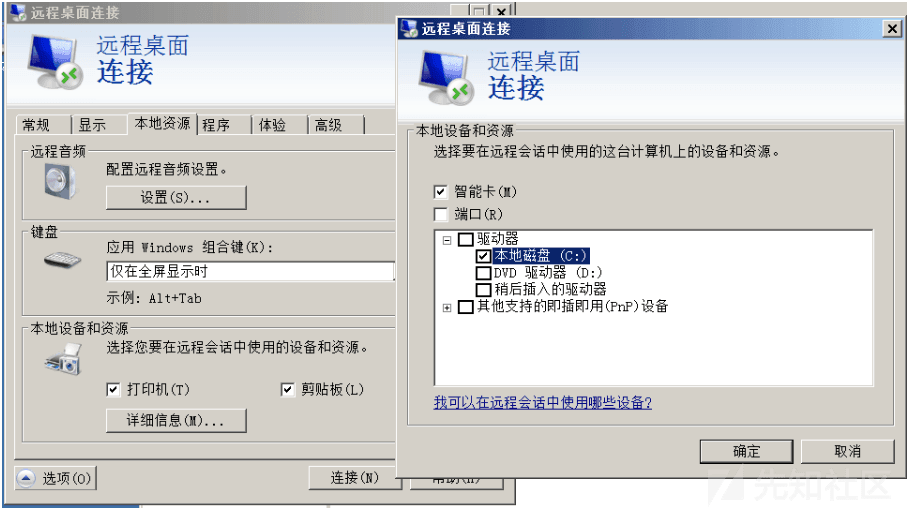 远程桌面连接
远程桌面
连接
常规 显示 本地资源 程序 体验 高级
远程音频
配置远程音频设置。
设置(S)...
键盘
应用 Windows 组合键(K):
仅在全屏显示时
示例: Alt+Tab
本地设备和资源
选择您要在远程会话中使用的设备和资源。
打印机(T) 剪贴板(L)
详细信息(M)...
选项(O) 连接(N) 帮助(H)
远程桌面连接
远程桌面
连接
本地设备和资源
选择要在远程会话中使用的这台计算机上的设备和资源。
智能卡(M)
端口(R)
驱动器
本地磁盘 (C:)
DVD 驱动器 (D:)
稍后插入的驱动器
其他支持的即插即用(PnP)设备
我可以在远程会话中使用哪些设备?
确定 取消
先知社区